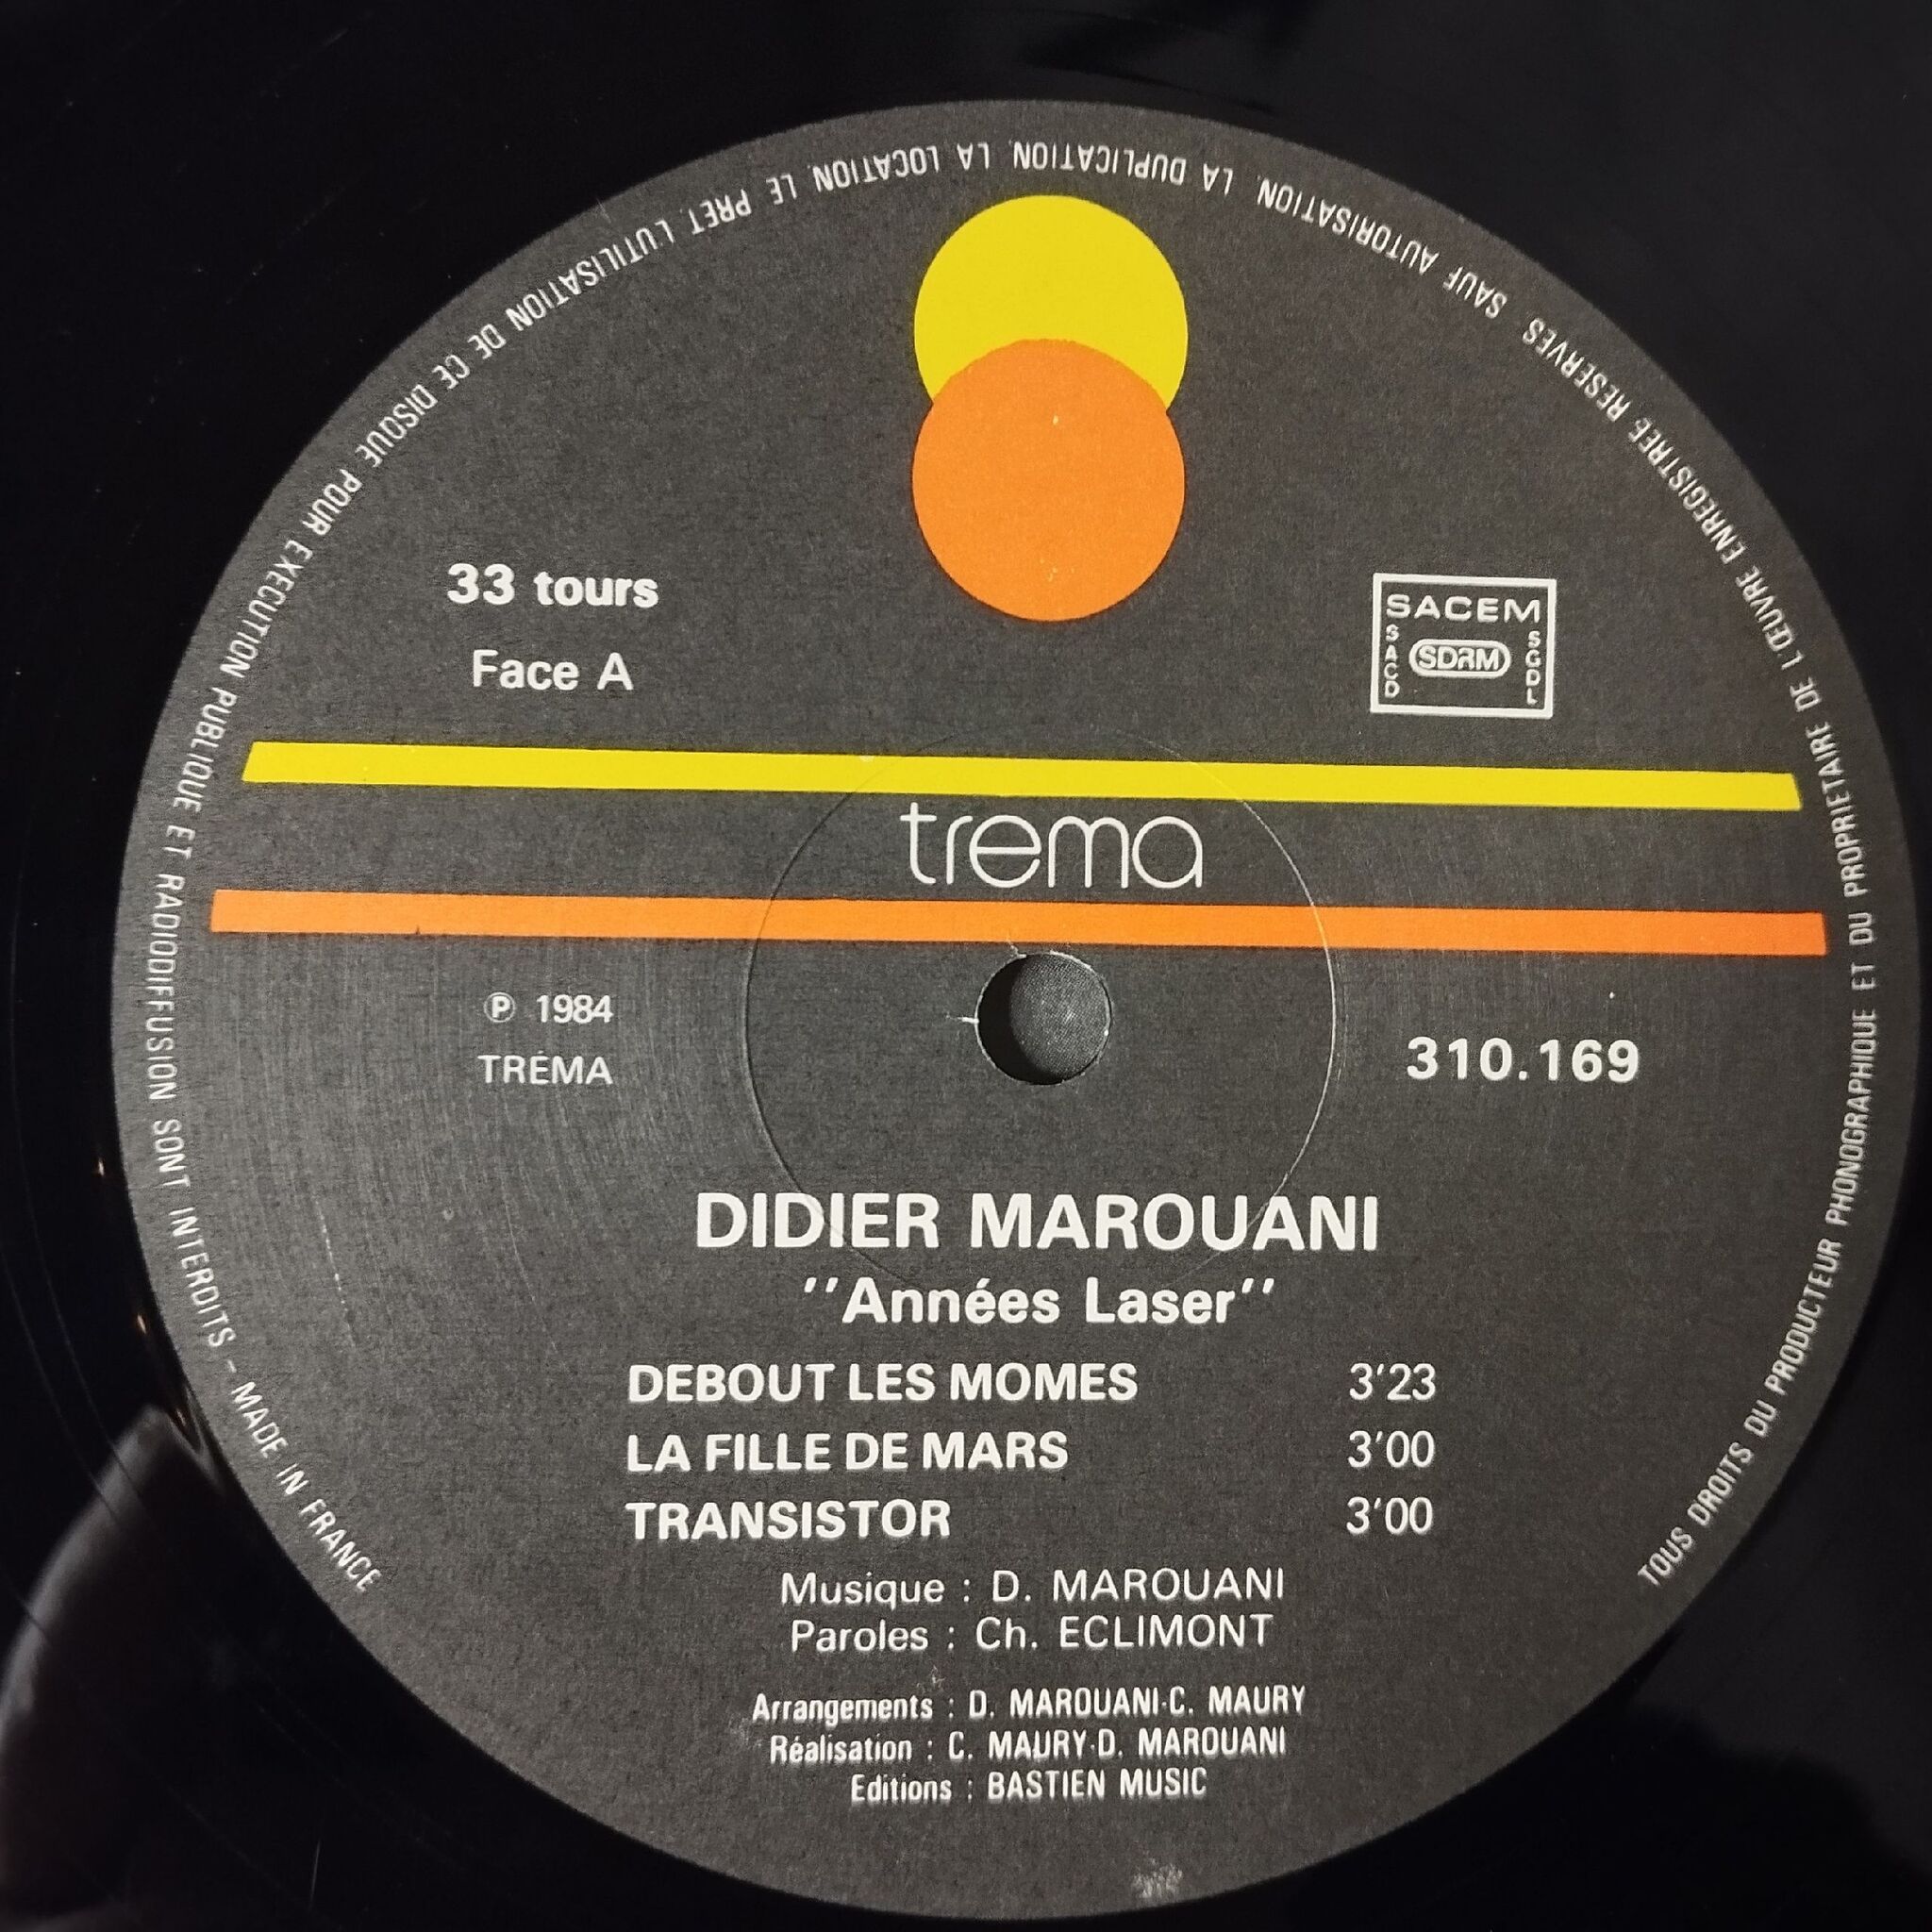 TOUS DROITS DU PRODUCTEUR PHONOGRAPHIQUE ET DU PROPRIETAIRE DE L'ŒUVRE ENREGISTREE RESERVES SAUF AUTORISATION. LA DUPLICATION. LA LOCATION. LE PRET L'UTILISATION DE CE DISQUE POUR EXECUTION PUBLIQUE ET RADIODIFFUSION SONT INTERDITS - MADE IN FRANCE
33 tours
Face A
SACEM
SACD
SDRM
SGDL
trema
℗ 1984
TRÉMA
310.169
DIDIER MAROUANI
''Années Laser''
DEBOUT LES MOMES 3'23
LA FILLE DE MARS 3'00
TRANSISTOR 3'00
Musique : D. MAROUANI
Paroles : Ch. ECLIMONT
Arrangements : D. MAROUANI-C. MAURY
Réalisation : C. MAURY-D. MAROUANI
Editions : BASTIEN MUSIC